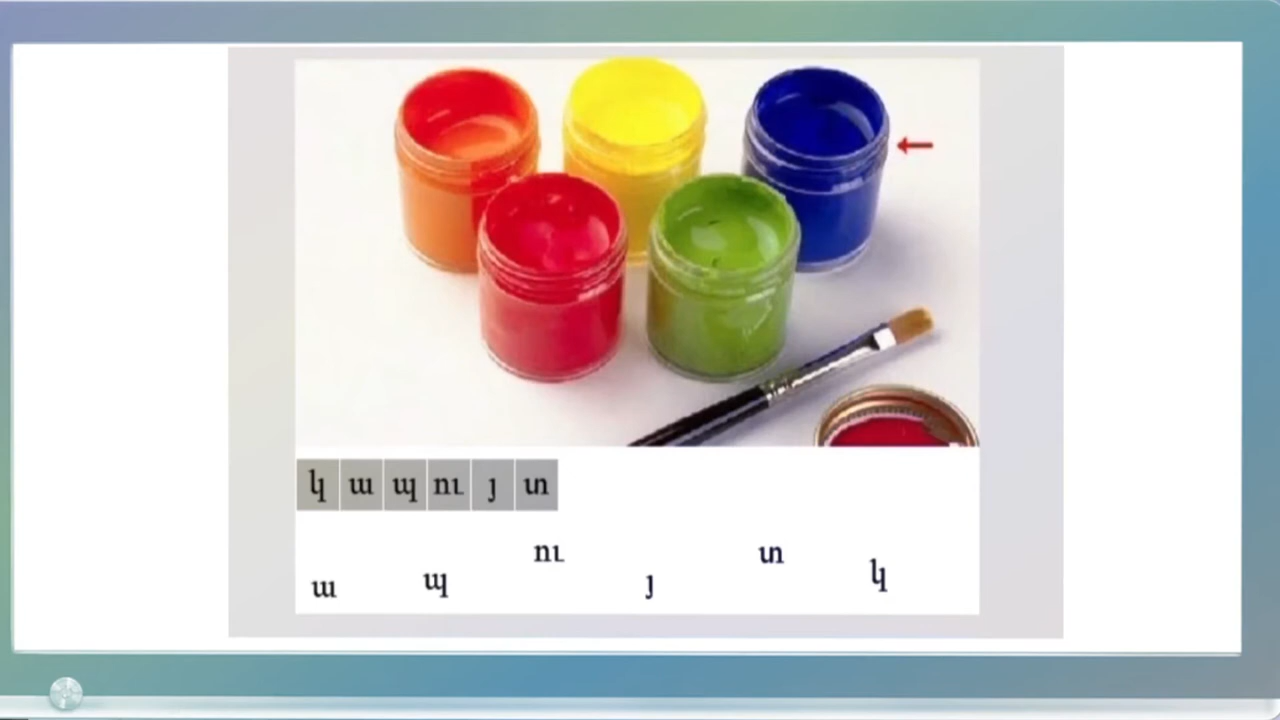 կ ա պ ու յ տ
ա պ ու յ տ կ